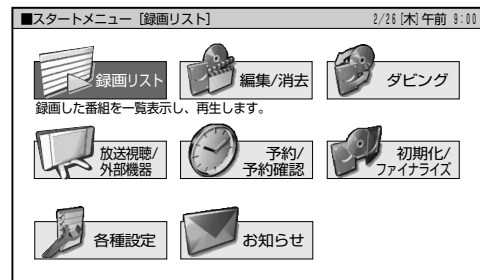 ■スタートメニュー［録画リスト］
2/26[木]午前 9:00
録画リスト
編集/消去
ダビング
録画した番組を一覧表示し、再生します。
放送視聴/
外部機器
予約/
予約確認
初期化/
ファイナライズ
各種設定
お知らせ